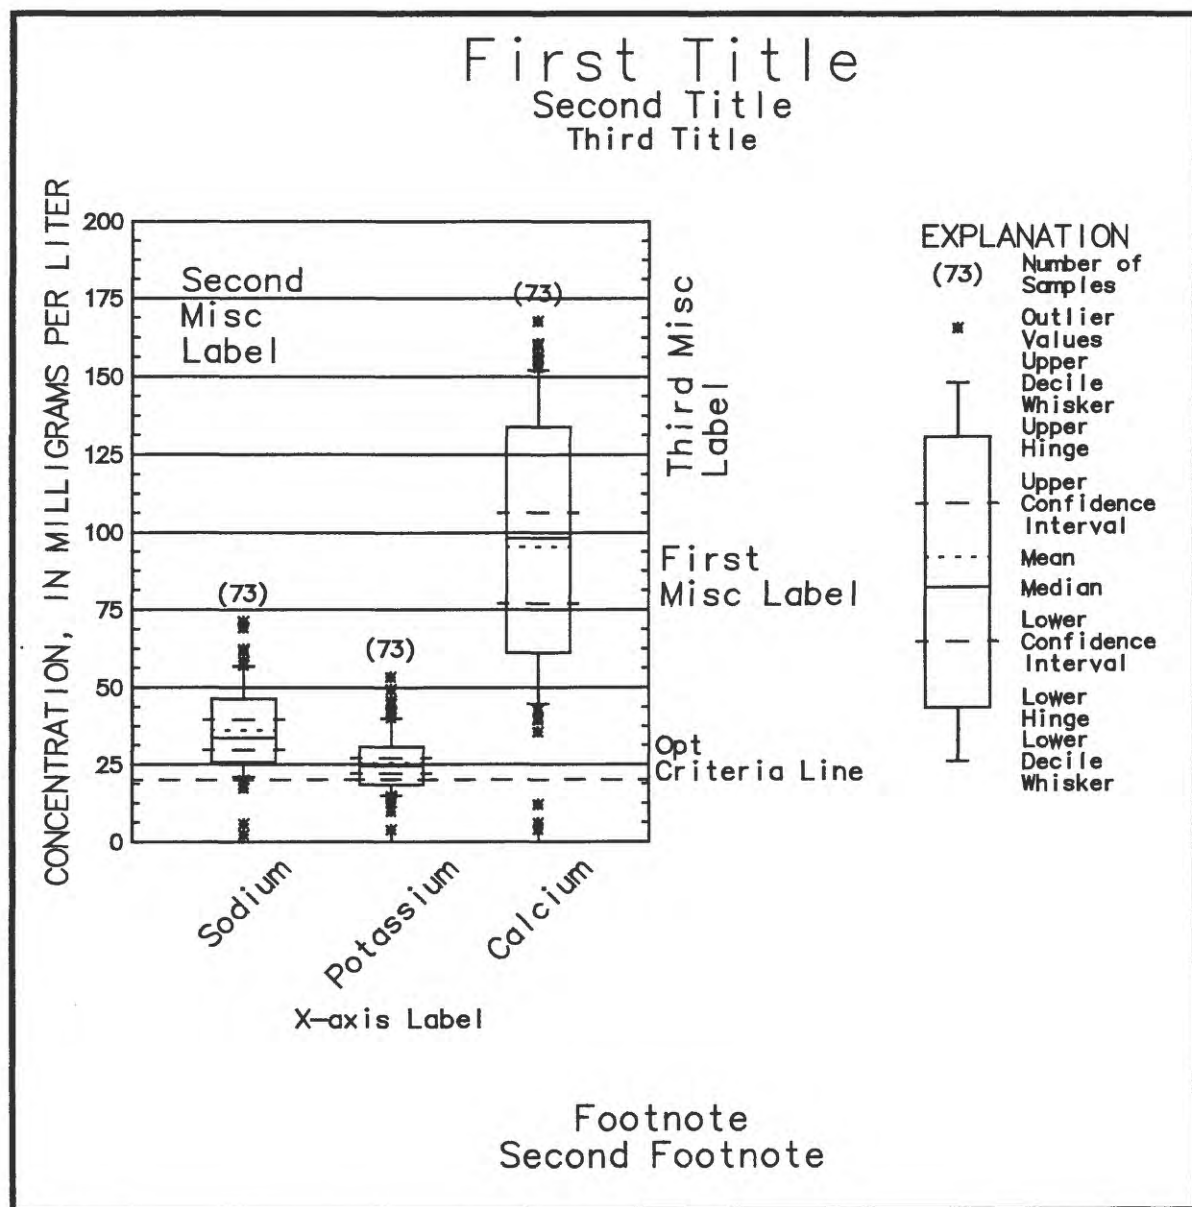 First Title
Second Title
Third Title
CONCENTRATION, IN MILLIGRAMS PER LITER
200
175
150
125
100
75
50
25
0
Second
Misc
Label
(73)
(73)
(73)
Third Misc
Label
First
Misc Label
Opt
Criteria Line
Sodium
Potassium
Calcium
X-axis Label
EXPLANATION
(73)
Number of
Samples
Outlier
Values
Upper
Decile
Whisker
Upper
Hinge
Upper
Confidence
Interval
Mean
Median
Lower
Confidence
Interval
Lower
Hinge
Lower
Decile
Whisker
Footnote
Second Footnote